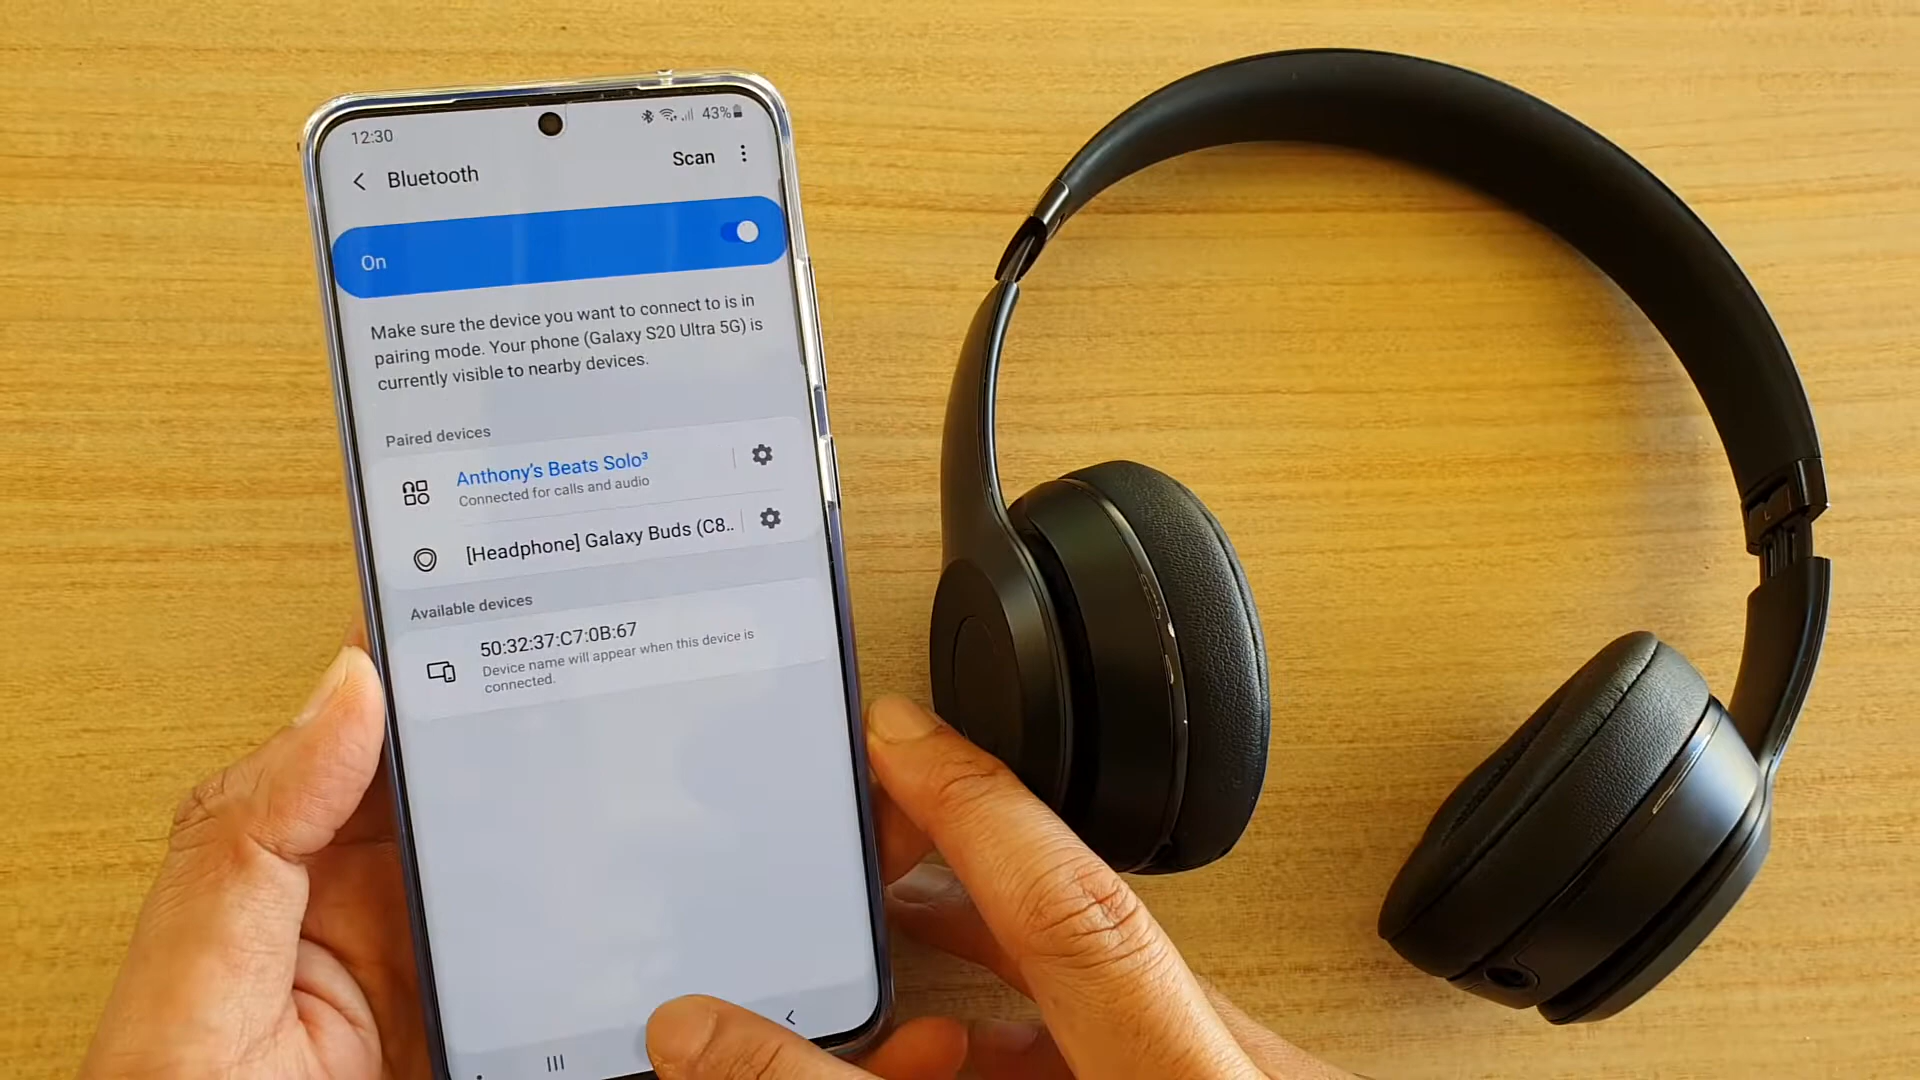 12:30
43%
Bluetooth
Scan
On
Make sure the device you want to connect to is in
pairing mode. Your phone (Galaxy S20 Ultra 5G) is
currently visible to nearby devices.
Paired devices
Anthony's Beats Solo³
Connected for calls and audio
[Headphone] Galaxy Buds (C8..
Available devices
50:32:37:C7:0B:67
Device name will appear when this device is
connected.
L